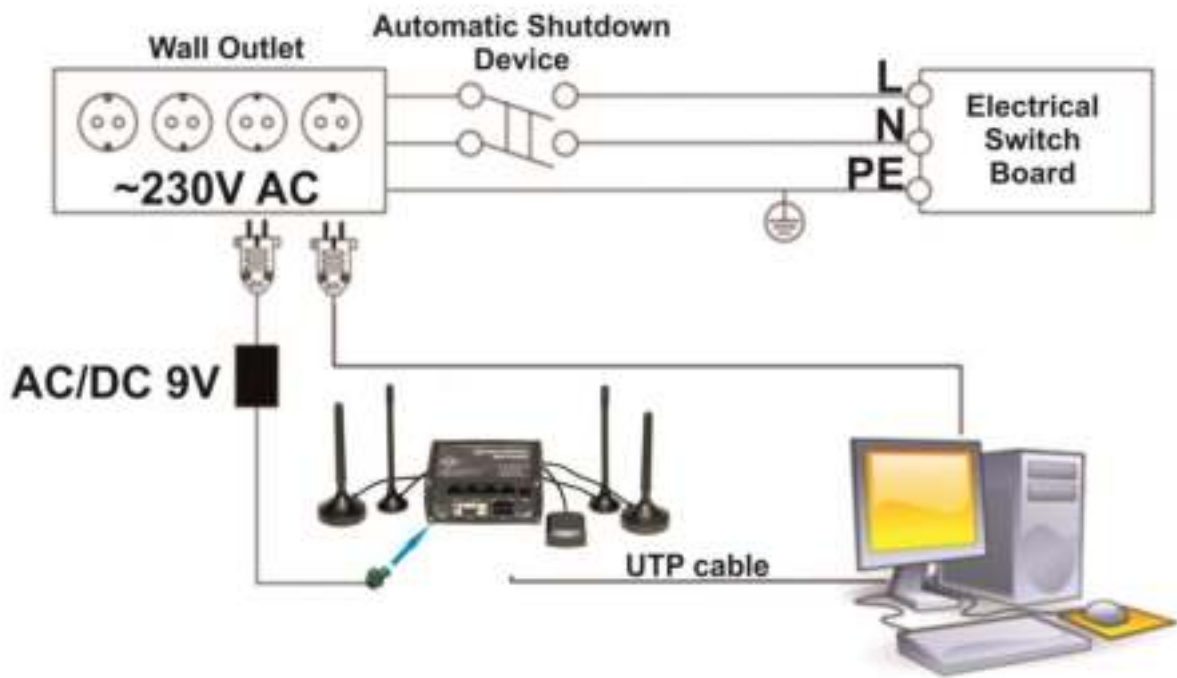 Wall Outlet
Automatic Shutdown
Device
~230V AC
L
N
PE
Electrical
Switch
Board
AC/DC 9V
UTP cable